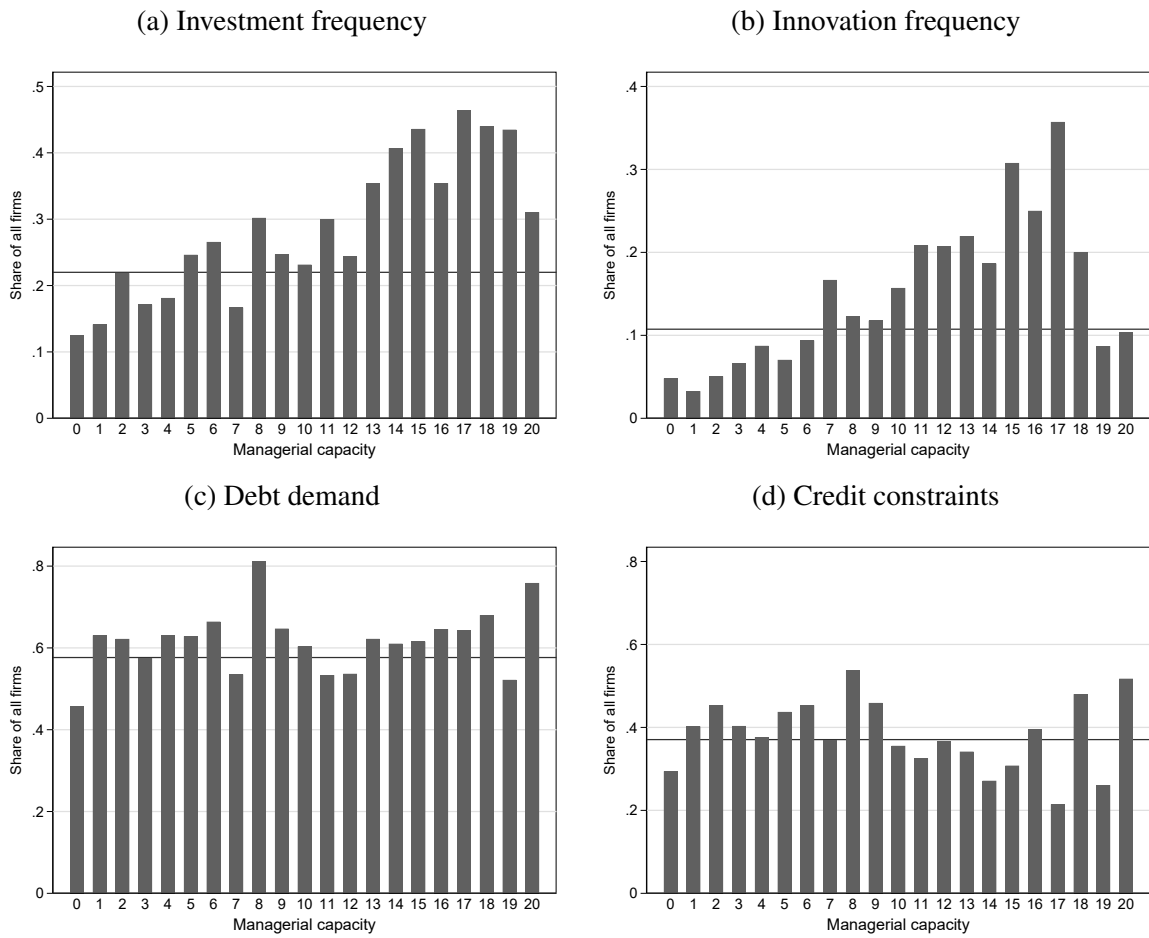 (a) Investment frequency
.5
.4
.3
.2
.1
0
Share of all firms
0 1 2 3 4 5 6 7 8 9 10 11 12 13 14 15 16 17 18 19 20
Managerial capacity
(b) Innovation frequency
.4
.3
.2
.1
0
Share of all firms
0 1 2 3 4 5 6 7 8 9 10 11 12 13 14 15 16 17 18 19 20
Managerial capacity
(c) Debt demand
.8
.6
.4
.2
0
Share of all firms
0 1 2 3 4 5 6 7 8 9 10 11 12 13 14 15 16 17 18 19 20
Managerial capacity
(d) Credit constraints
.8
.6
.4
.2
0
Share of all firms
0 1 2 3 4 5 6 7 8 9 10 11 12 13 14 15 16 17 18 19 20
Managerial capacity